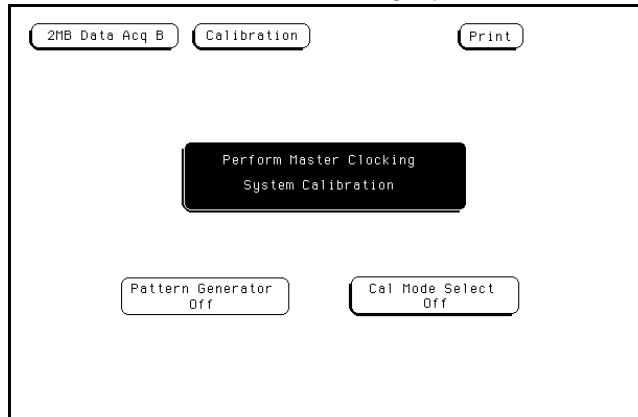 2MB Data Acq B Calibration Print
Perform Master Clocking
System Calibration
Pattern Generator
Off
Cal Mode Select
Off